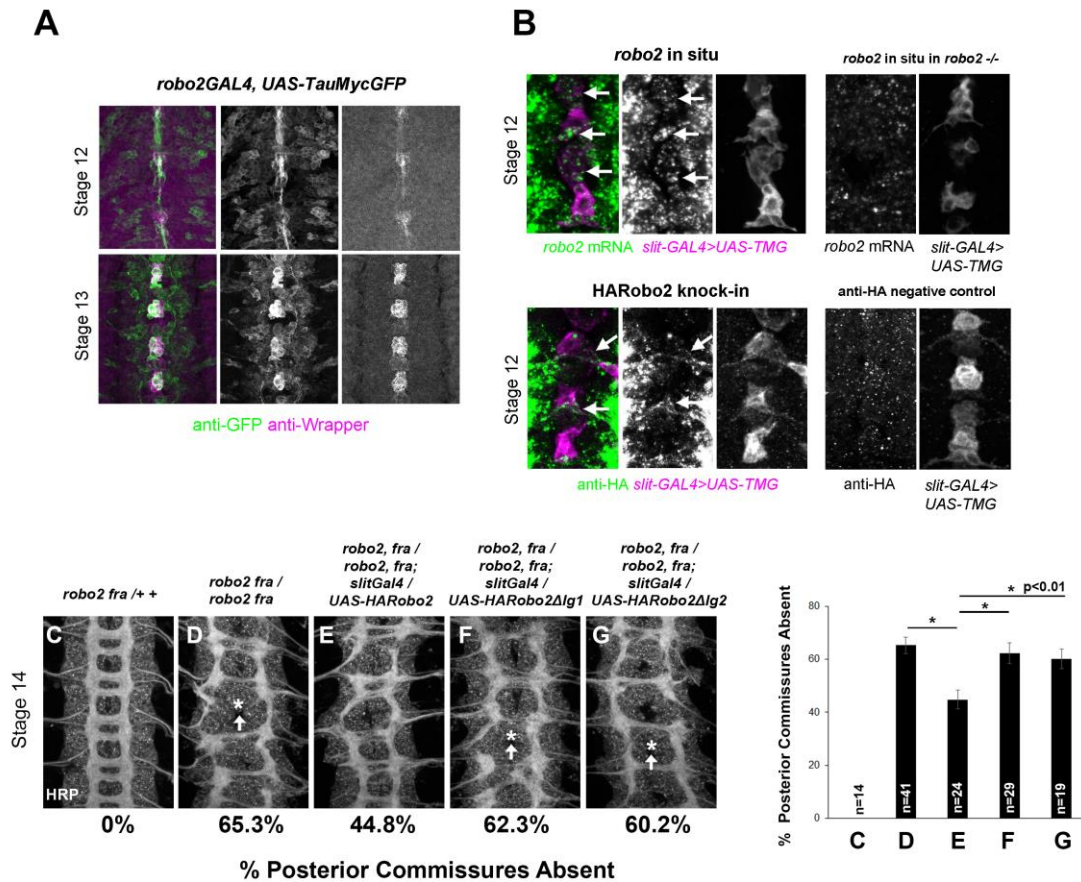 A
robo2GAL4, UAS-TauMycGFP
Stage 12
Stage 13
anti-GFP anti-Wrapper
B
robo2 in situ
robo2 in situ in robo2 -/-
Stage 12
robo2 mRNA slit-GAL4>UAS-TMG
robo2 mRNA
slit-GAL4>
UAS-TMG
HARobo2 knock-in
anti-HA negative control
Stage 12
anti-HA slit-GAL4>UAS-TMG
anti-HA
slit-GAL4>
UAS-TMG
robo2 fra /+ +
robo2 fra /
robo2 fra
robo2, fra /
robo2, fra;
slitGal4 /
UAS-HARobo2
robo2, fra /
robo2, fra;
slitGal4 /
UAS-HARobo2ΔIg1
robo2, fra /
robo2, fra;
slitGal4 /
UAS-HARobo2ΔIg2
Stage 14
C
D
E
F
G
*
*
*
HRP
0%
65.3%
44.8%
62.3%
60.2%
% Posterior Commissures Absent
% Posterior Commissures Absent
80
60
40
20
0
* p<0.01
*
*
n=14
n=41
n=24
n=29
n=19
C D E F G